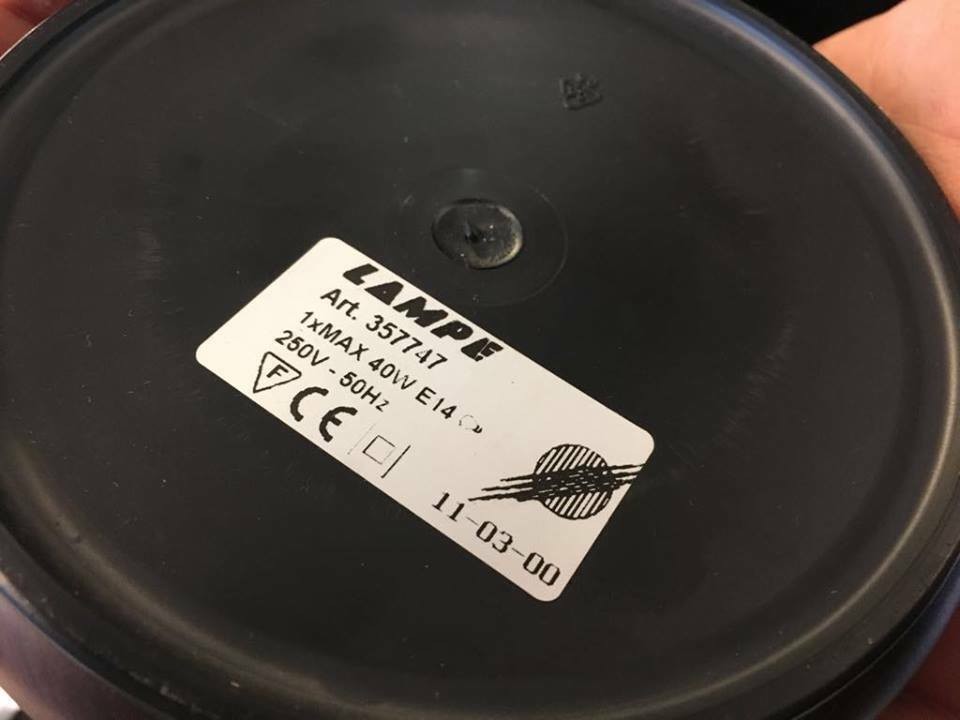 LAMPE
Art. 357747
1xMAX 40W E14
250V - 50Hz
F
CE
11-03-00